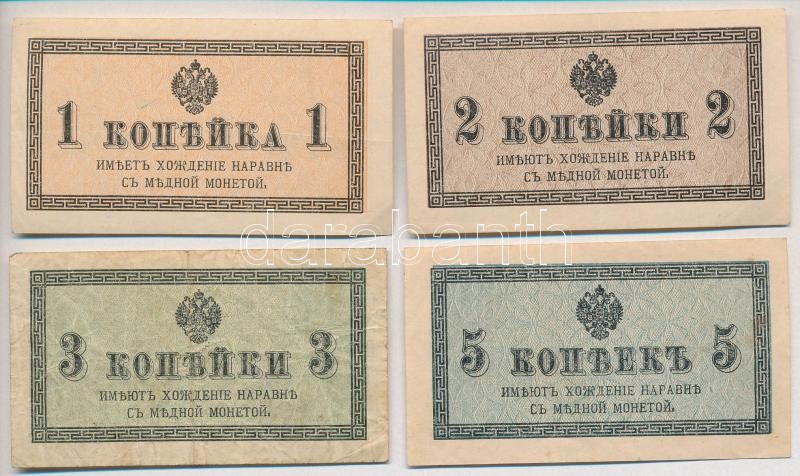 1 КОПѢЙКА 1
ИМѢЕТЪ ХОЖДЕНІЕ НАРАВНѢ
СЪ МѢДНОЙ МОНЕТОЙ.
2 КОПѢЙКИ 2
ИМѢЮТЪ ХОЖДЕНІЕ НАРАВНѢ
СЪ МѢДНОЙ МОНЕТОЙ.
3 КОПѢЙКИ 3
ИМѢЮТЪ ХОЖДЕНІЕ НАРАВНѢ
СЪ МѢДНОЙ МОНЕТОЙ.
5 КОПѢЕКЪ 5
ИМѢЮТЪ ХОЖДЕНІЕ НАРАВНѢ
СЪ МѢДНОЙ МОНЕТОЙ.
darabanth